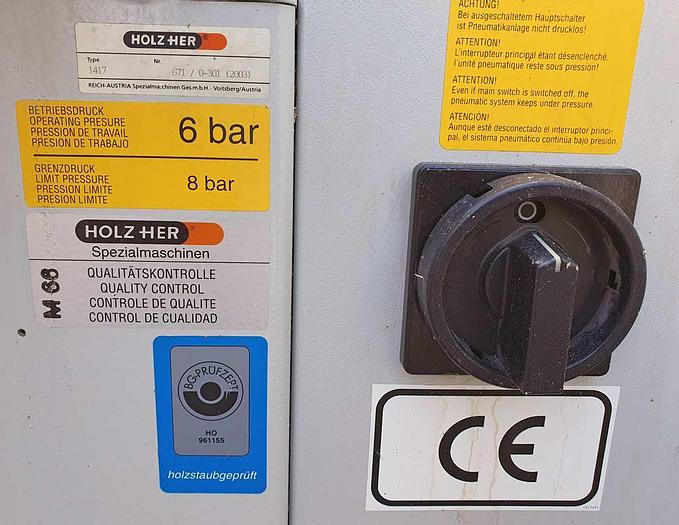 HOLZ-HER
Type Nr.
1417 671 / 0-301 (2003)
REICH-AUSTRIA Spezialmaschinen Ges.m.b.H. · Voitsberg/Austria
BETRIEBSDRUCK
OPERATING PRESURE
PRESSION DE TRAVAIL
PRESION DE TRABAJO
6 bar
GRENZDRUCK
LIMIT PRESSURE
PRESSION LIMITE
PRESION LIMITE
8 bar
HOLZ-HER
Spezialmaschinen
QUALITÄTSKONTROLLE
QUALITY CONTROL
CONTROLE DE QUALITE
CONTROL DE CUALIDAD
BG-PRÜFZERT
HO
961155
holzstaubgeprüft
ACHTUNG!
Bei ausgeschaltetem Hauptschalter
ist Pneumatikanlage nicht drucklos!
ATTENTION!
L'interrupteur principal étant désenclenché.
l'unité pneumatique reste sous pression!
ATTENTION!
Even if main switch is switched off, the
pneumatic system keeps under pressure.
ATENCIÓN!
Aunque esté desconectado el interruptor princi-
pal, el sistema pneumático continúa bajo presión.
O
CE